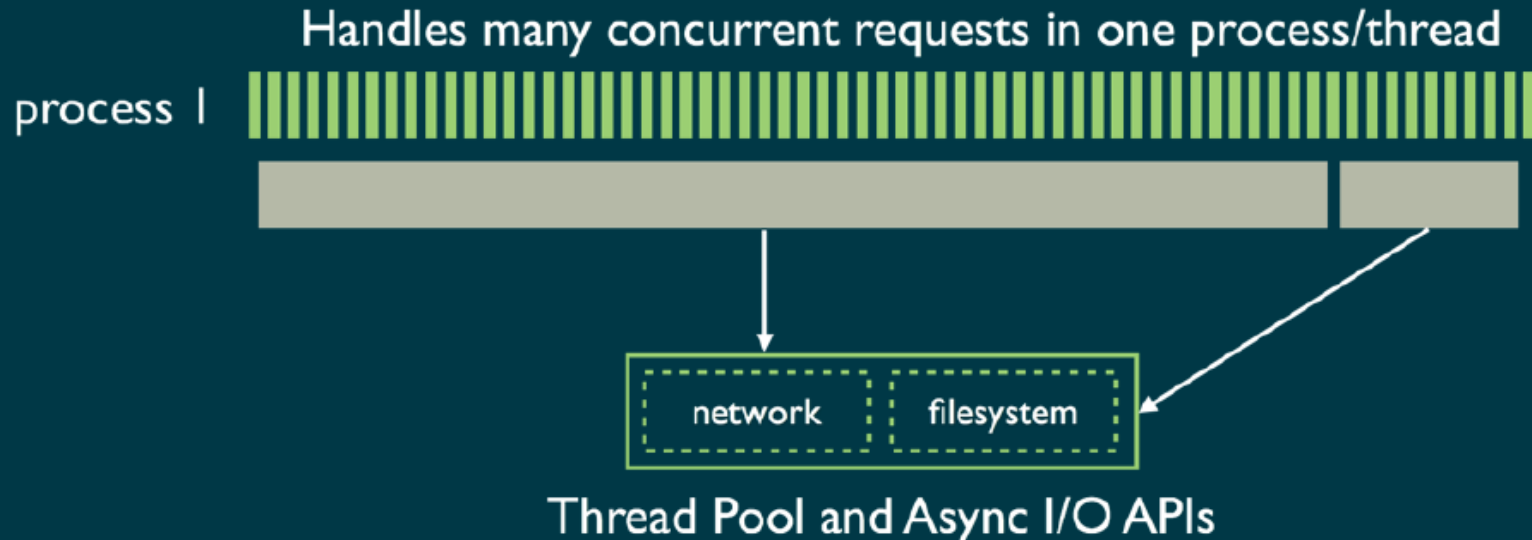 Handles many concurrent requests in one process/thread
process 1
network
filesystem
Thread Pool and Async I/O APIs